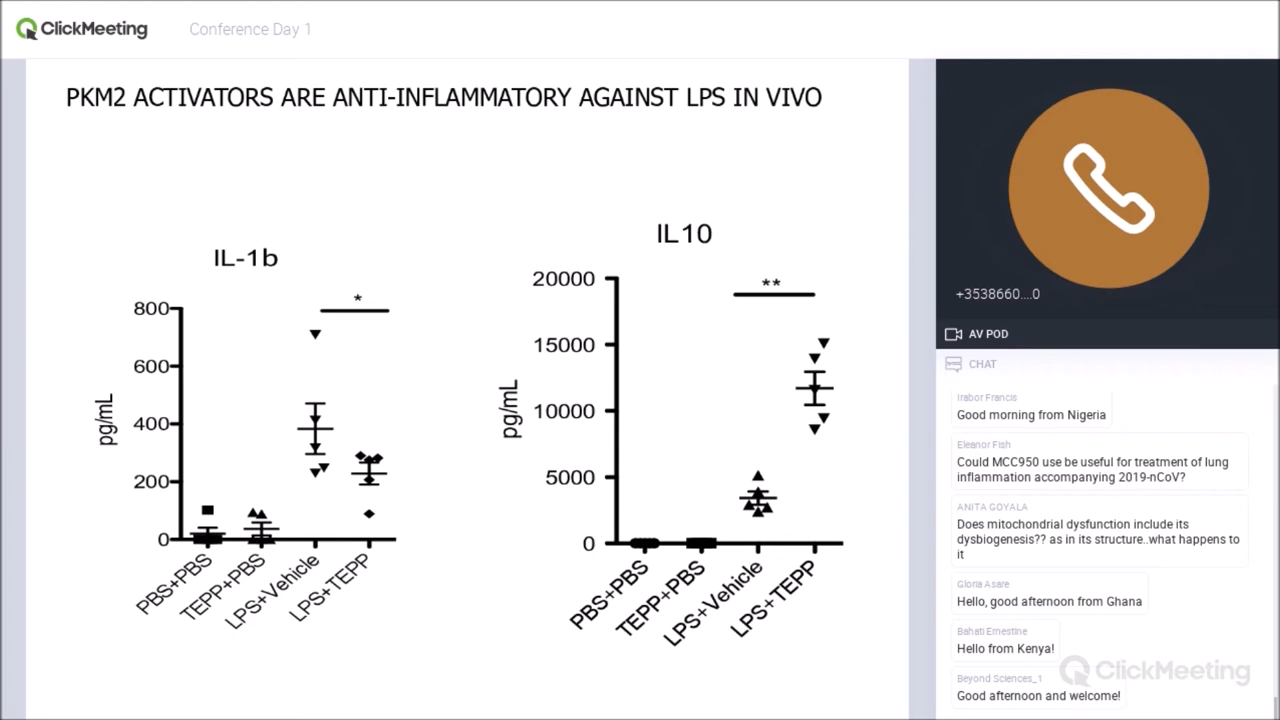 ClickMeeting
Conference Day 1
PKM2 ACTIVATORS ARE ANTI-INFLAMMATORY AGAINST LPS IN VIVO
IL-1b
*
800
600
400
200
0
pg/mL
PBS+PBS
TEPP+PBS
LPS+Vehicle
LPS+TEPP
IL10
**
20000
15000
10000
5000
0
pg/mL
PBS+PBS
TEPP+PBS
LPS+Vehicle
LPS+TEPP
+3538660....0
AV POD
CHAT
Irabor Francis
Good morning from Nigeria
Eleanor Fish
Could MCC950 use be useful for treatment of lung
inflammation accompanying 2019-nCoV?
ANITA GOYALA
Does mitochondrial dysfunction include its
dysbiogenesis?? as in its structure..what happens to
it
Gloria Asare
Hello, good afternoon from Ghana
Bahati Ernestine
Hello from Kenya!
Beyond Sciences_1
Good afternoon and welcome!
ClickMeeting